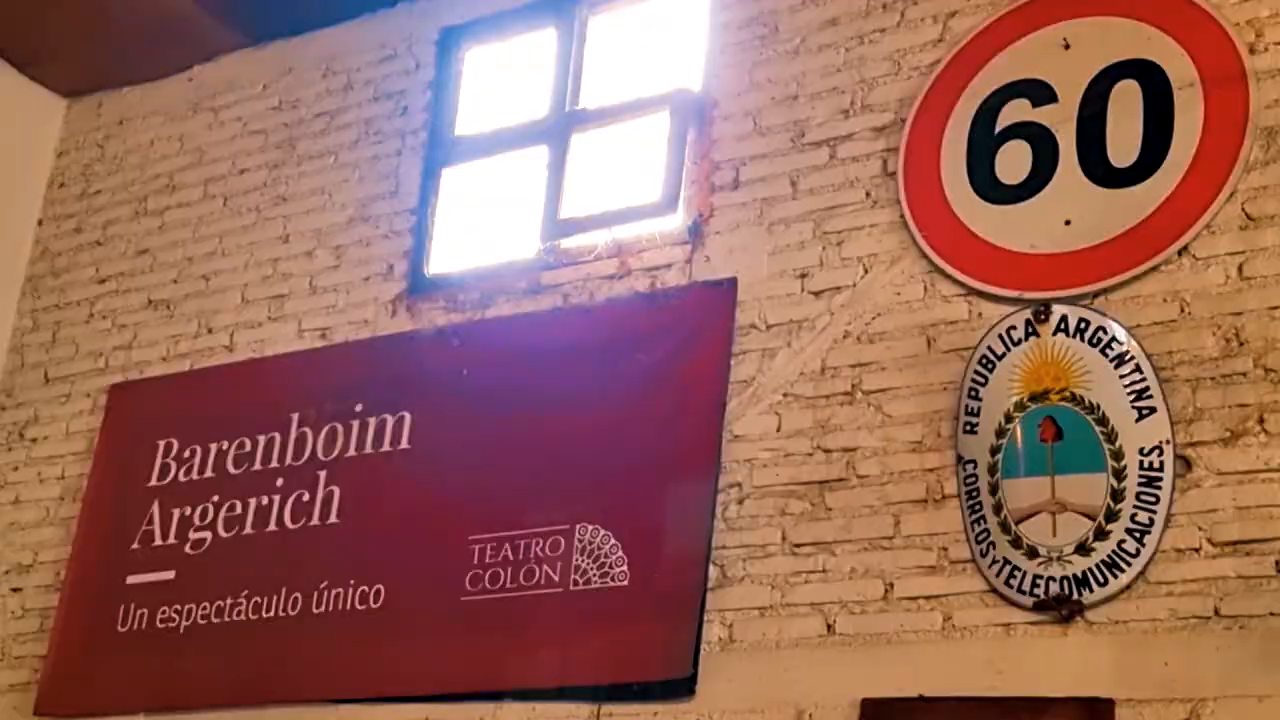 Barenboim
Argerich
Un espectáculo único
TEATRO
COLÓN
60
REPUBLICA ARGENTINA
CORREOS Y TELECOMUNICACIONES.